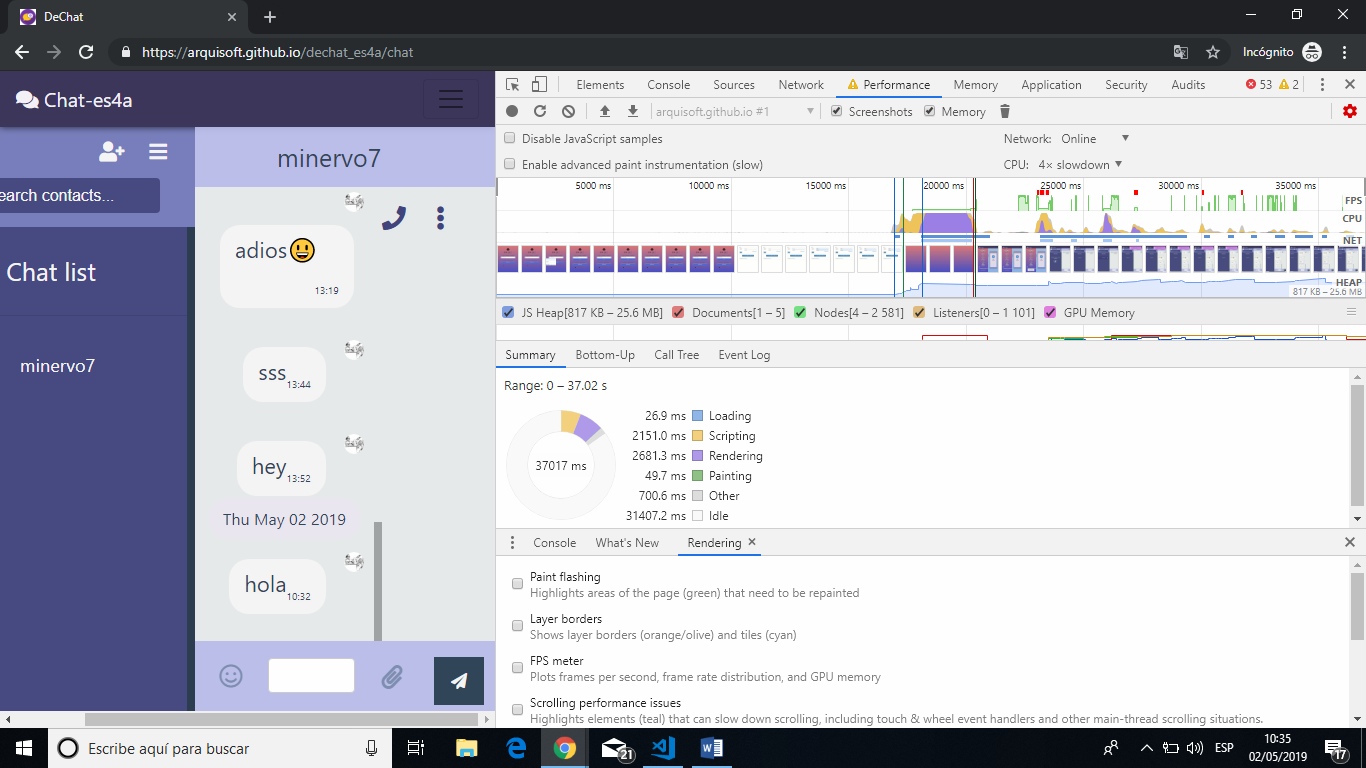 DeChat
https://arquisoft.github.io/dechat_es4a/chat
Incógnito
Chat-es4a
earch contacts...
Chat list
minervo7
minervo7
adios😃
13:19
sss 13:44
hey 13:52
Thu May 02 2019
hola 10:32
Elements Console Sources Network Performance Memory Application Security Audits 53 2
arquisoft.github.io #1 Screenshots Memory
Disable JavaScript samples
Network: Online
Enable advanced paint instrumentation (slow)
CPU: 4× slowdown
5000 ms 10000 ms 15000 ms 20000 ms 25000 ms 30000 ms 35000 ms
FPS
CPU
NET
HEAP
817 KB – 25.6 MB
JS Heap[817 KB – 25.6 MB] Documents[1 – 5] Nodes[4 – 2 581] Listeners[0 – 1 101] GPU Memory
Summary Bottom-Up Call Tree Event Log
Range: 0 – 37.02 s
37017 ms
26.9 ms Loading
2151.0 ms Scripting
2681.3 ms Rendering
49.7 ms Painting
700.6 ms Other
31407.2 ms Idle
Console What's New Rendering
Paint flashing
Highlights areas of the page (green) that need to be repainted
Layer borders
Shows layer borders (orange/olive) and tiles (cyan)
FPS meter
Plots frames per second, frame rate distribution, and GPU memory
Scrolling performance issues
Highlights elements (teal) that can slow down scrolling, including touch & wheel event handlers and other main-thread scrolling situations.
Escribe aquí para buscar
21
ESP
10:35
02/05/2019
17